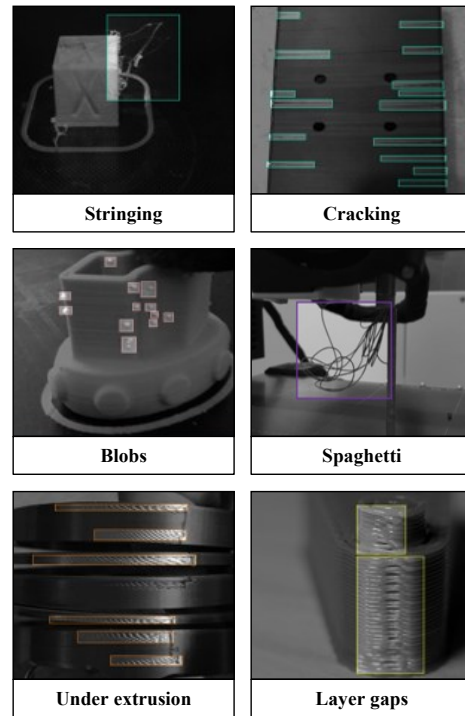 Stringing
Cracking
Blobs
Spaghetti
Under extrusion
Layer gaps